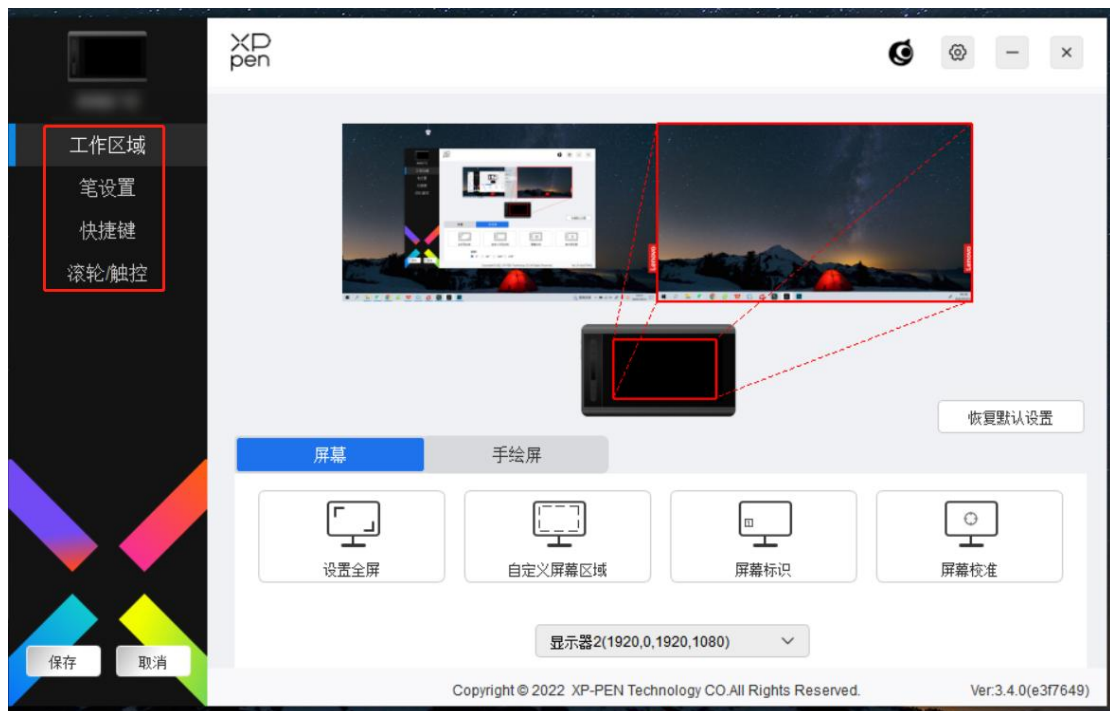 XP
pen
工作区域
笔设置
快捷键
滚轮/触控
恢复默认设置
屏幕
手绘屏
设置全屏
自定义屏幕区域
屏幕标识
屏幕校准
显示器2(1920,0,1920,1080)
保存
取消
Copyright © 2022 XP-PEN Technology CO.All Rights Reserved.
Ver:3.4.0(e3f7649)
Lenovo
Lenovo